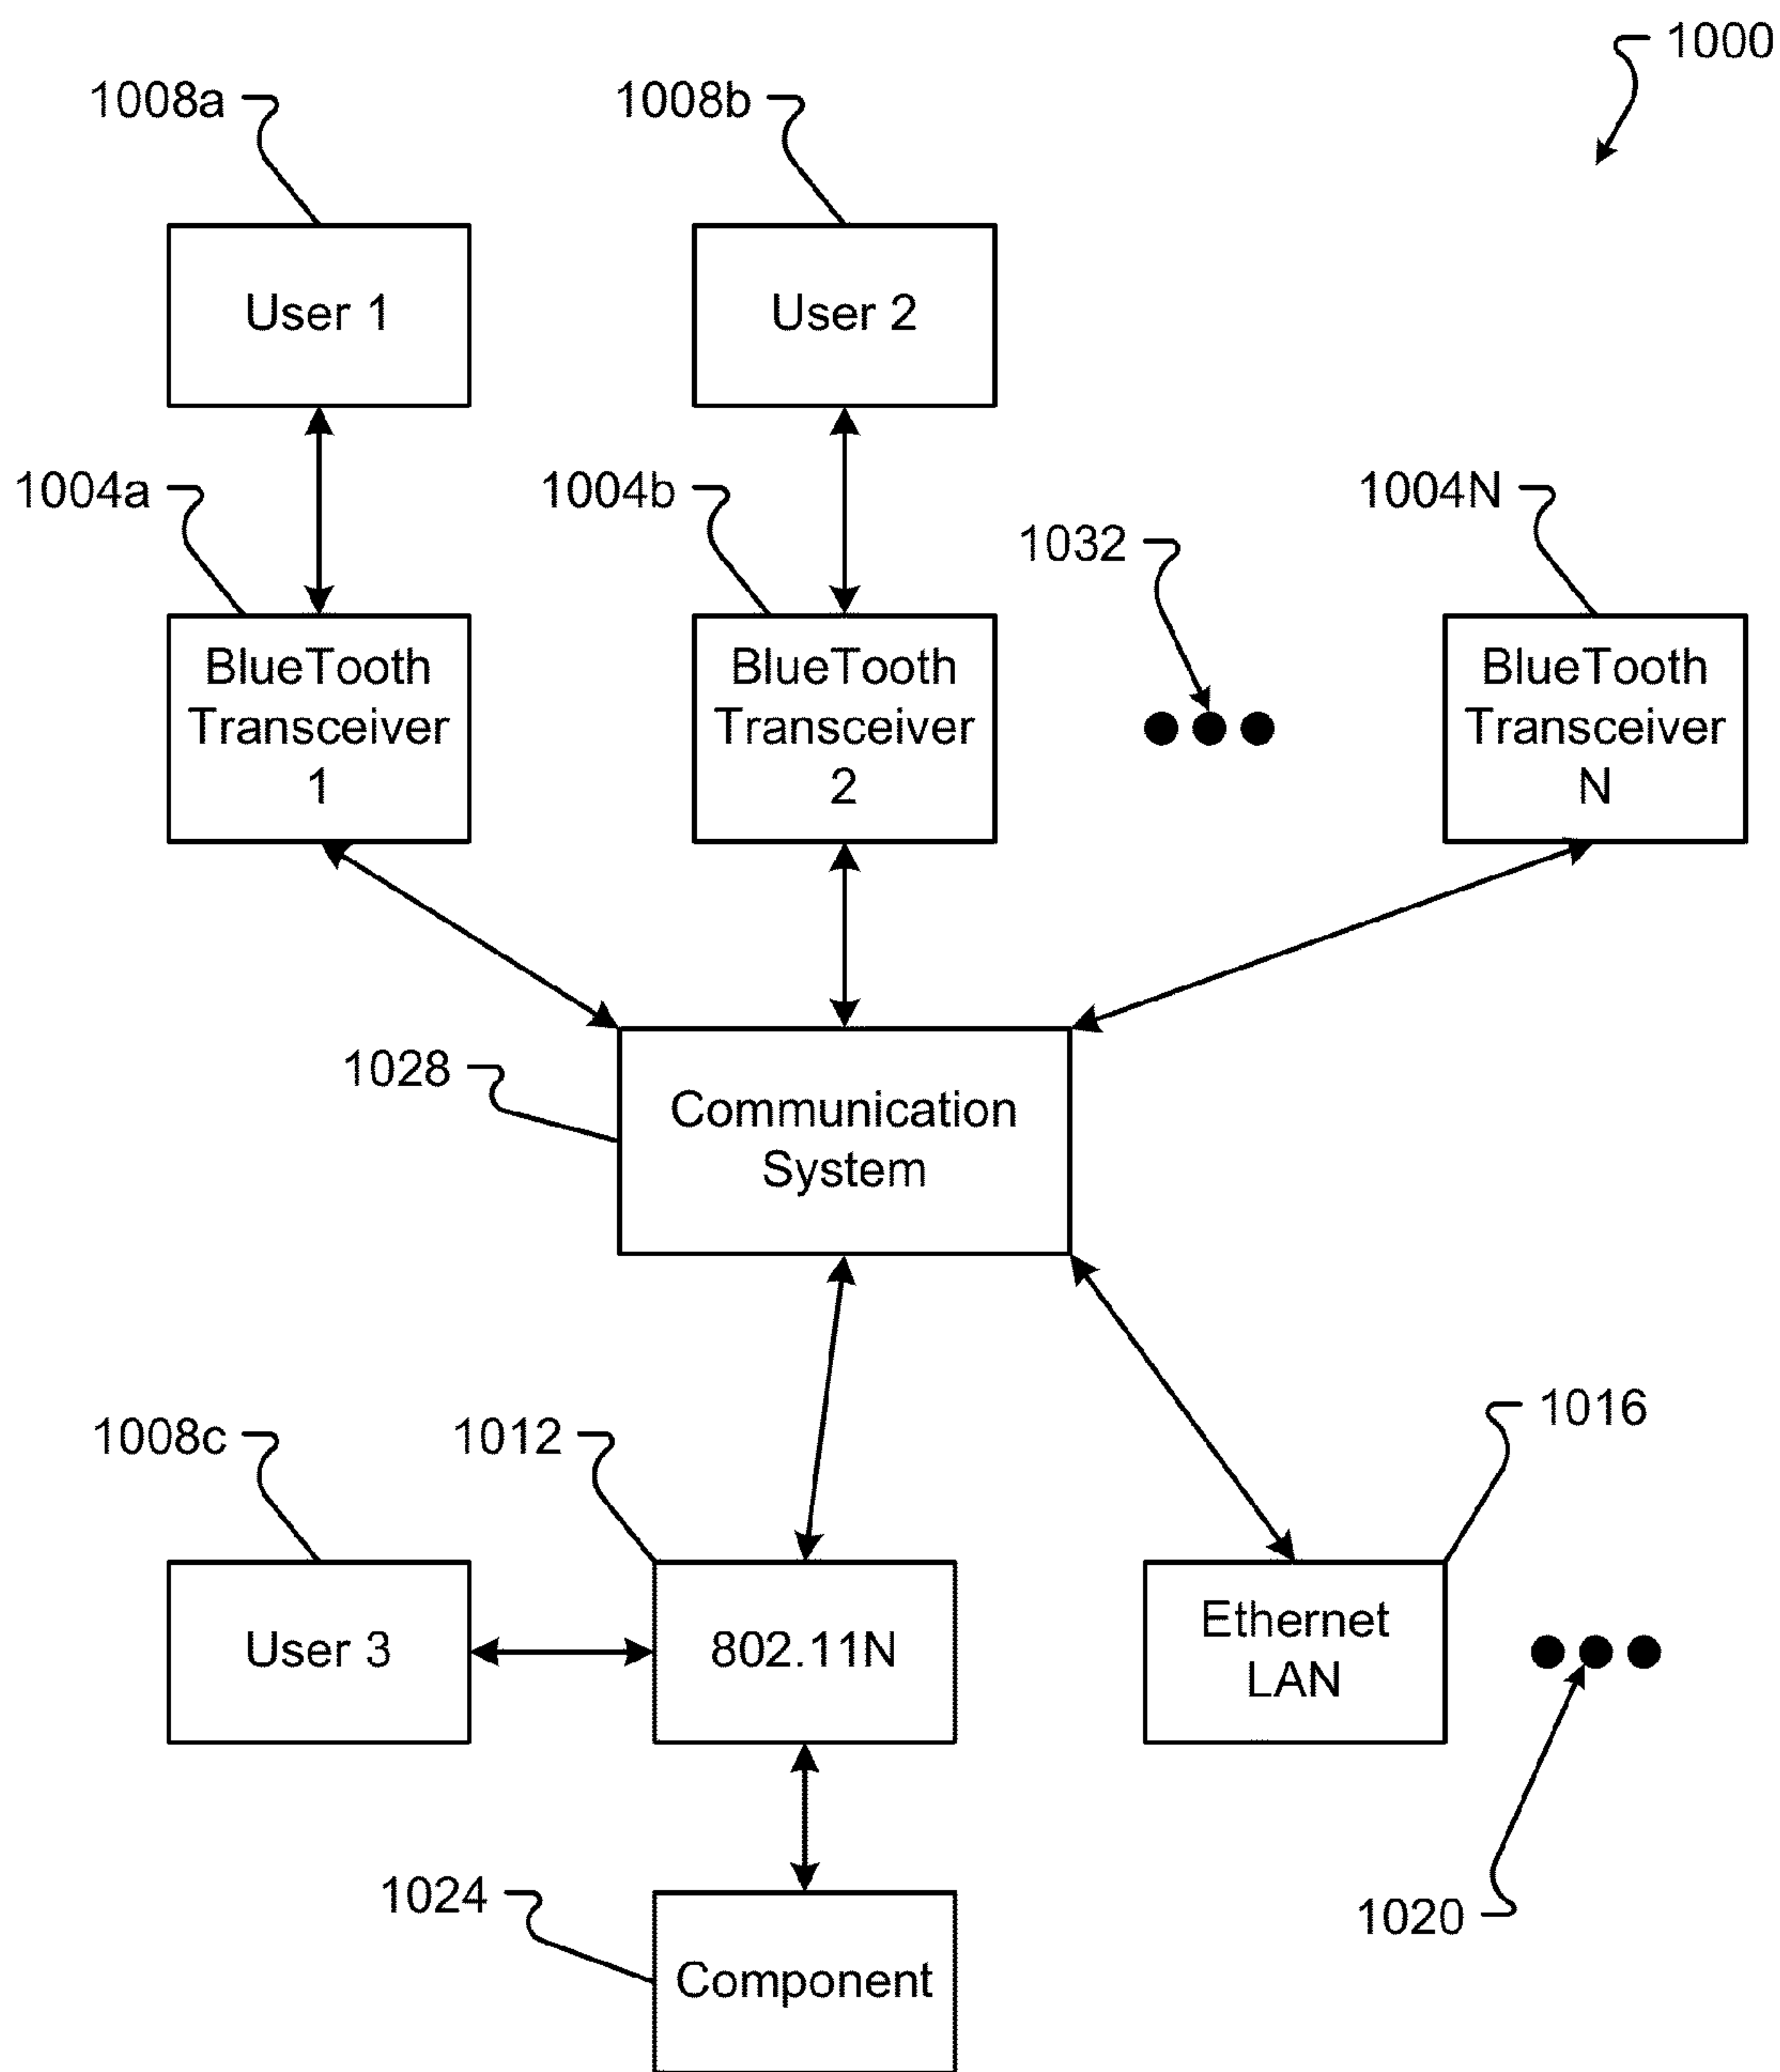 1000
1008a
1008b
User 1
User 2
1004a
1004b
1004N
1032
BlueTooth
Transceiver
1
BlueTooth
Transceiver
2
BlueTooth
Transceiver
N
1028
Communication
System
1008c
1012
1016
User 3
802.11N
Ethernet
LAN
1024
1020
Component